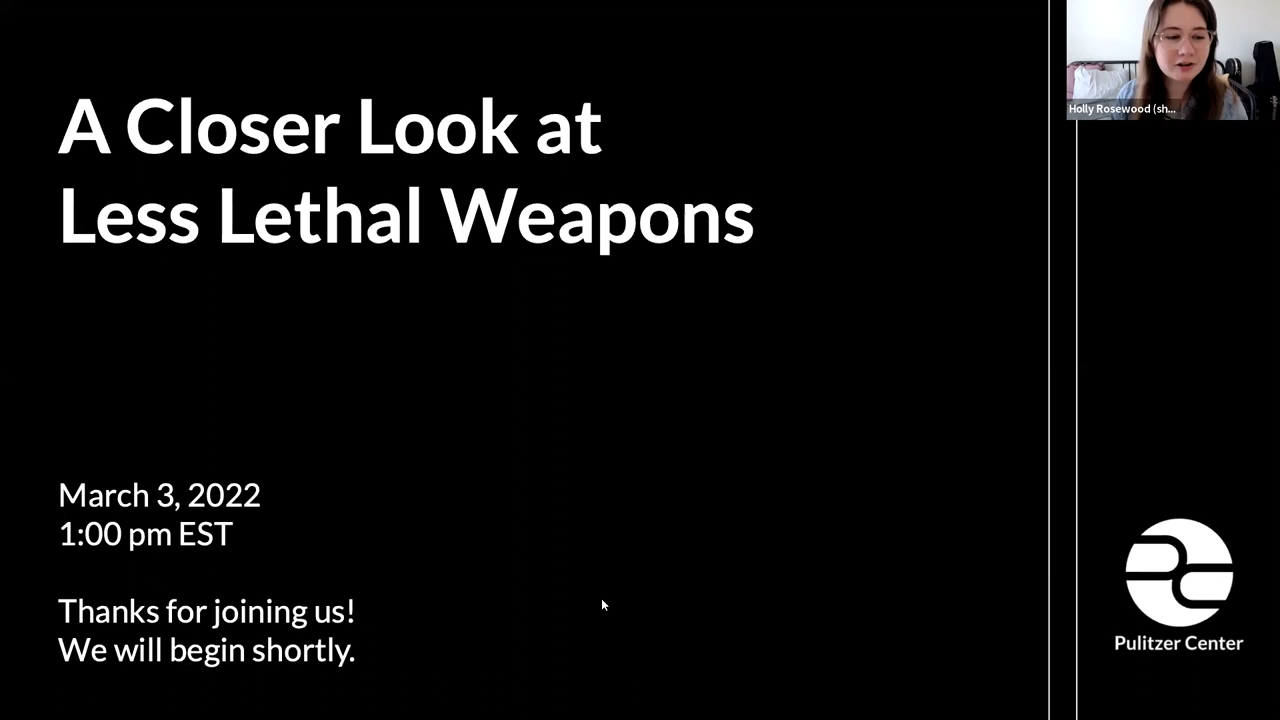 A Closer Look at
Less Lethal Weapons
Holly Rosewood (sh...
March 3, 2022
1:00 pm EST
Thanks for joining us!
We will begin shortly.
Pulitzer Center